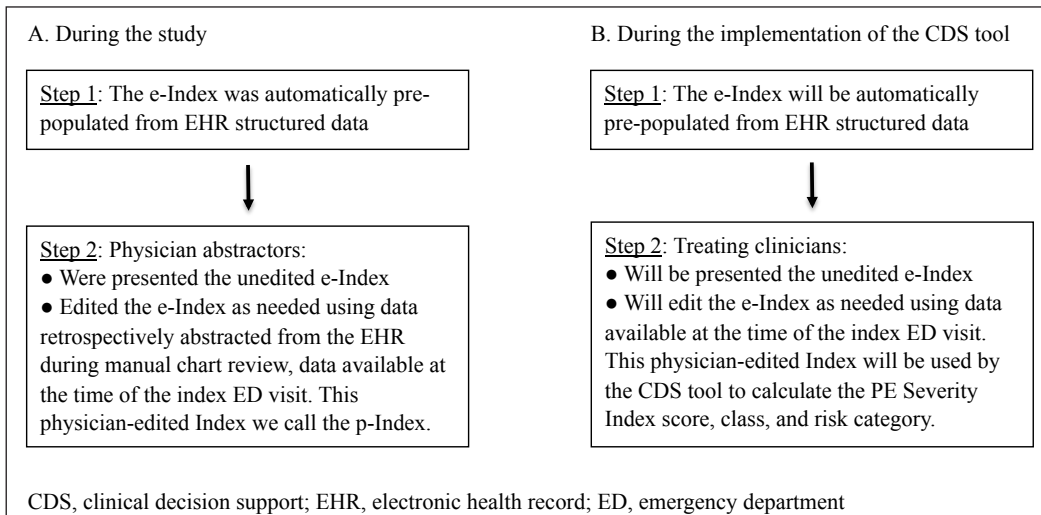 A. During the study
Step 1: The e-Index was automatically pre-
populated from EHR structured data
Step 2: Physician abstractors:
● Were presented the unedited e-Index
● Edited the e-Index as needed using data
retrospectively abstracted from the EHR
during manual chart review, data available at
the time of the index ED visit. This
physician-edited Index we call the p-Index.
B. During the implementation of the CDS tool
Step 1: The e-Index will be automatically
pre-populated from EHR structured data
Step 2: Treating clinicians:
● Will be presented the unedited e-Index
● Will edit the e-Index as needed using data
available at the time of the index ED visit.
This physician-edited Index will be used by
the CDS tool to calculate the PE Severity
Index score, class, and risk category.
CDS, clinical decision support; EHR, electronic health record; ED, emergency department